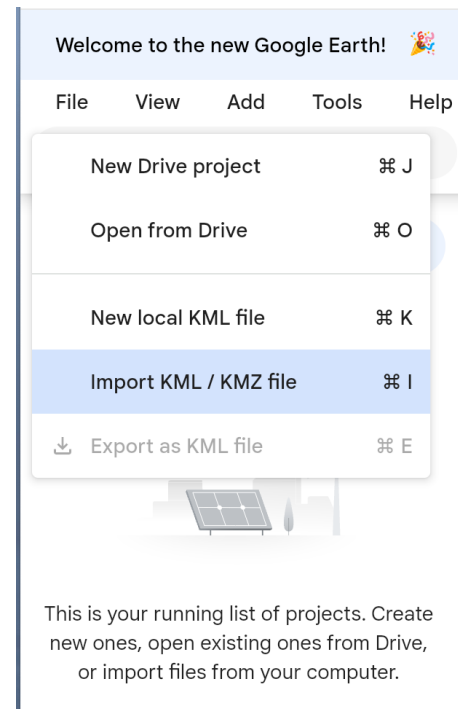 Welcome to the new Google Earth! 🎉
File View Add Tools Help
New Drive project ⌘ J
Open from Drive ⌘ O
New local KML file ⌘ K
Import KML / KMZ file ⌘ I
Export as KML file ⌘ E
This is your running list of projects. Create
new ones, open existing ones from Drive,
or import files from your computer.